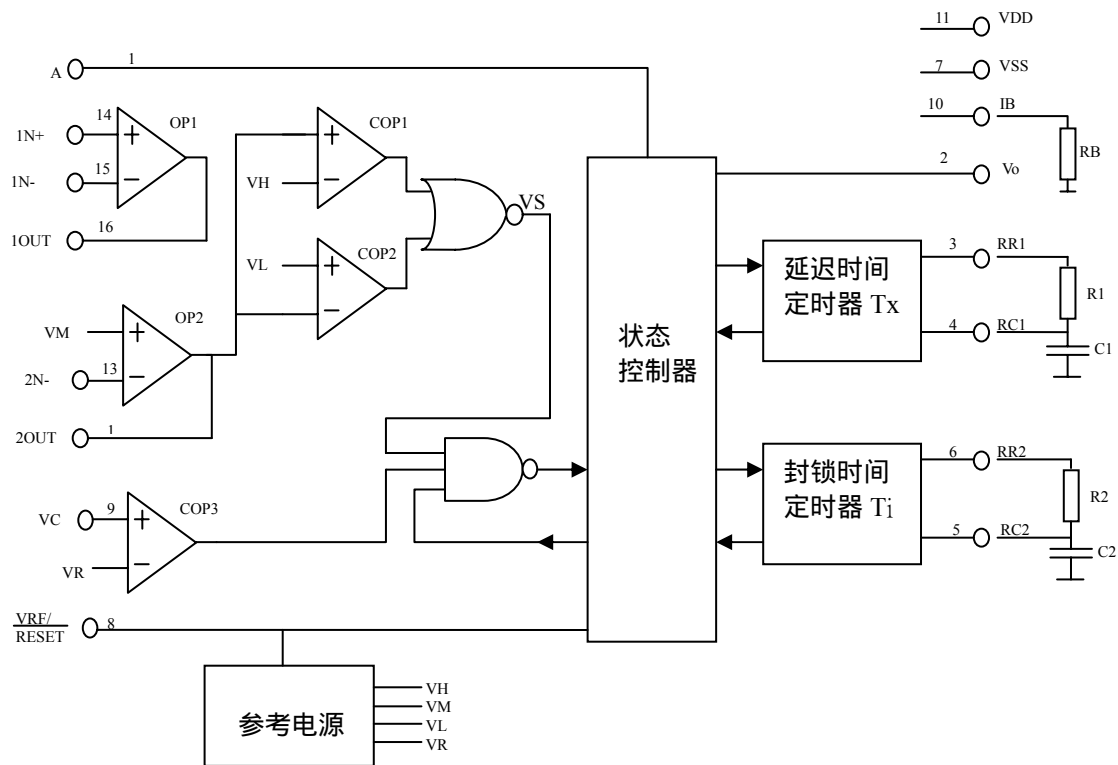 11 VDD
A 1
7 VSS
10 IB
RB
1N+ 14 OP1
1N- 15
1OUT 16
COP1
VH
VS
COP2
VL
2 Vo
延迟时间
定时器 Tx
3 RR1
R1
4 RC1
C1
VM OP2
2N- 13
2OUT 1
状态
控制器
封锁时间
定时器 Ti
6 RR2
R2
5 RC2
C2
VC 9 COP3
VR
VRF/
RESET
8
参考电源
VH
VM
VL
VR
+
−
+
−
+
−
+
−
+
−